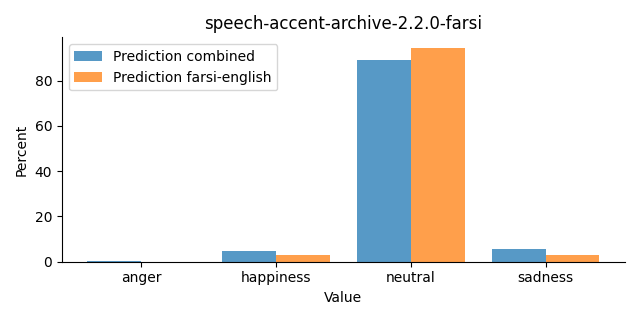 speech-accent-archive-2.2.0-farsi
Prediction combined
Prediction farsi-english
Percent
80
60
40
20
0
anger happiness neutral sadness
Value